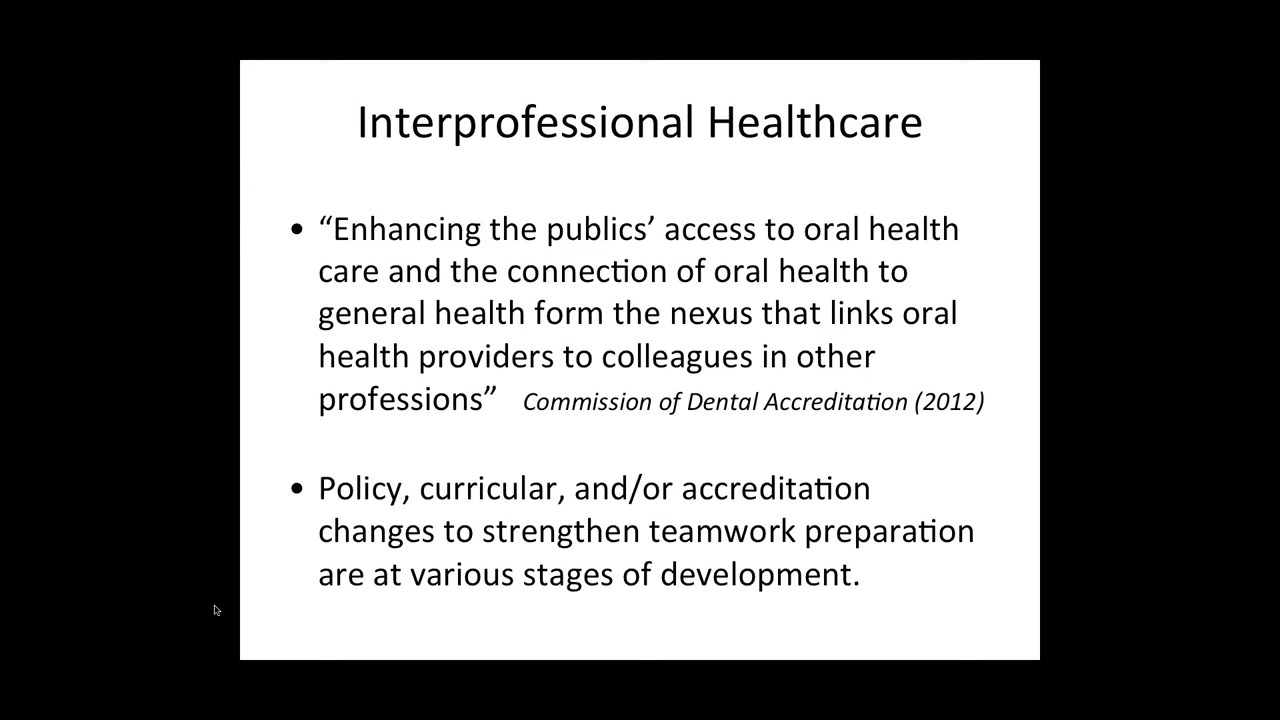 Interprofessional Healthcare
• “Enhancing the publics’ access to oral health
care and the connection of oral health to
general health form the nexus that links oral
health providers to colleagues in other
professions” Commission of Dental Accreditation (2012)
• Policy, curricular, and/or accreditation
changes to strengthen teamwork preparation
are at various stages of development.